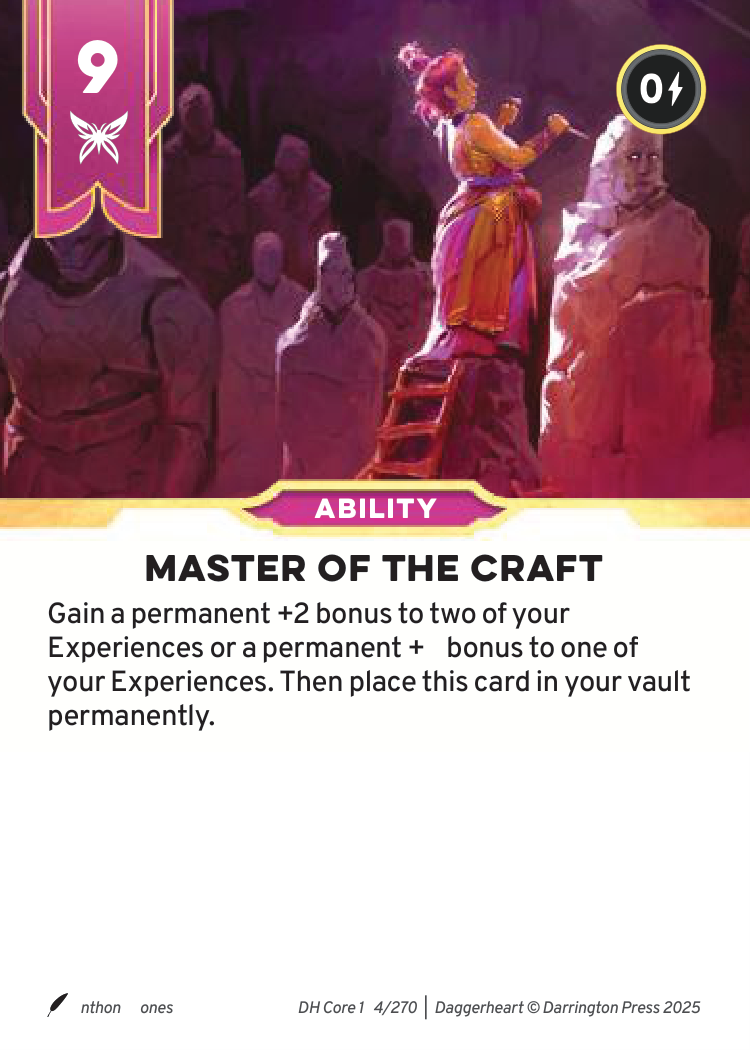 9
0
ABILITY
MASTER OF THE CRAFT
Gain a permanent +2 bonus to two of your
Experiences or a permanent + bonus to one of
your Experiences. Then place this card in your vault
permanently.
nthon ones
DH Core 1 4/270 | Daggerheart © Darrington Press 2025